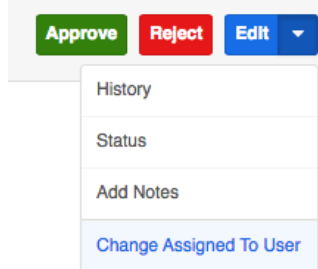 Approve Reject Edit
History
Status
Add Notes
Change Assigned To User